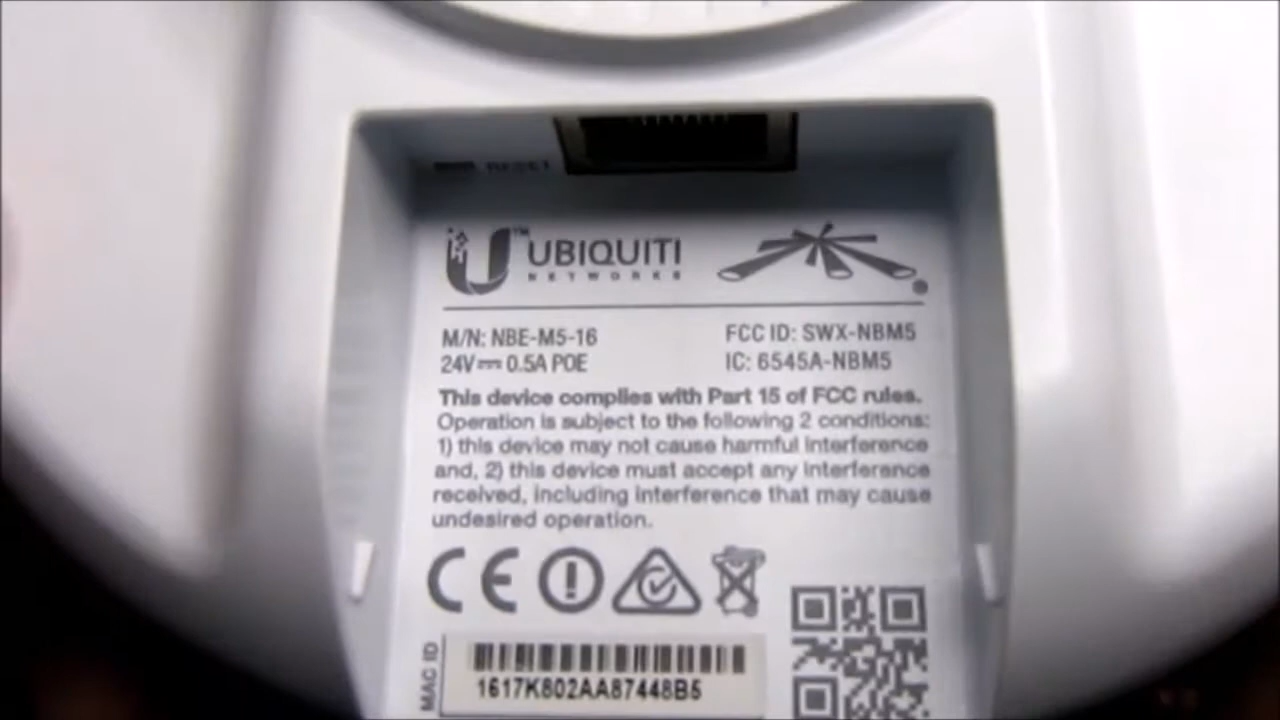 RESET
UBIQUITI™
NETWORKS
M/N: NBE-M5-16
FCC ID: SWX-NBM5
24V⎓0.5A POE
IC: 6545A-NBM5
This device complies with Part 15 of FCC rules.
Operation is subject to the following 2 conditions:
1) this device may not cause harmful interference
and, 2) this device must accept any interference
received, including interference that may cause
undesired operation.
CE
MAC ID
1617K802AA87448B5